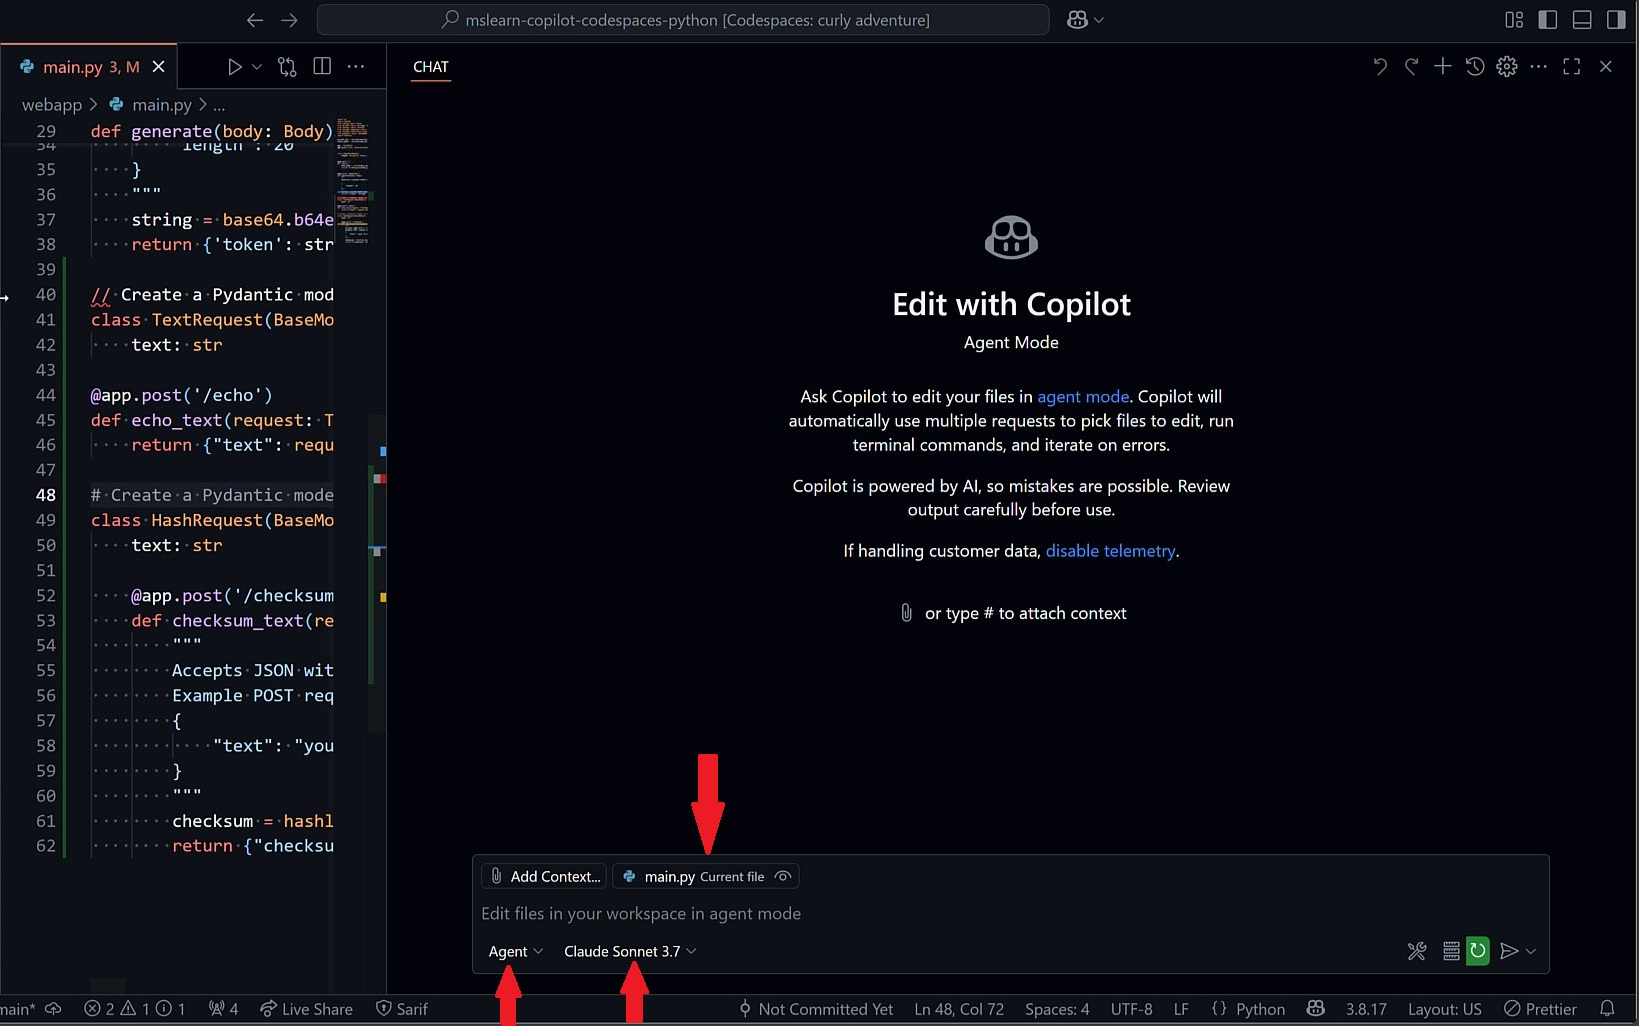 mslearn-copilot-codespaces-python [Codespaces: curly adventure]
main.py 3, M
CHAT
webapp > main.py > ...
29 def generate(body: Body)
34 length": 20
35 }
36 """
37 string = base64.b64e
38 return {'token': str
39
40 // Create a Pydantic mod
41 class TextRequest(BaseMo
42 text: str
43
44 @app.post('/echo')
45 def echo_text(request: T
46 return {"text": requ
47
48 # Create a Pydantic mode
49 class HashRequest(BaseMo
50 text: str
51
52 @app.post('/checksum
53 def checksum_text(re
54 """
55 Accepts JSON wit
56 Example POST req
57 {
58 "text": "you
59 }
60 """
61 checksum = hashl
62 return {"checksu
Edit with Copilot
Agent Mode
Ask Copilot to edit your files in agent mode. Copilot will
automatically use multiple requests to pick files to edit, run
terminal commands, and iterate on errors.
Copilot is powered by AI, so mistakes are possible. Review
output carefully before use.
If handling customer data, disable telemetry.
or type # to attach context
Add Context... main.py Current file
Edit files in your workspace in agent mode
Agent Claude Sonnet 3.7
main* 2 1 1 4 Live Share Sarif Not Committed Yet Ln 48, Col 72 Spaces: 4 UTF-8 LF {} Python 3.8.17 Layout: US Prettier